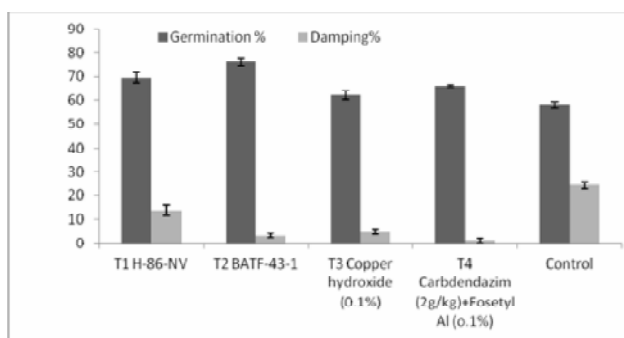 90
Germination % Damping%
80
70
60
50
40
30
20
10
0
T1 H-86-NV T2 BATF-43-1 T3 Copper T4 Control
hydroxide Carbdendazim
(0.1%) (2g/kg)+Fosetyl
Al (o.1%)